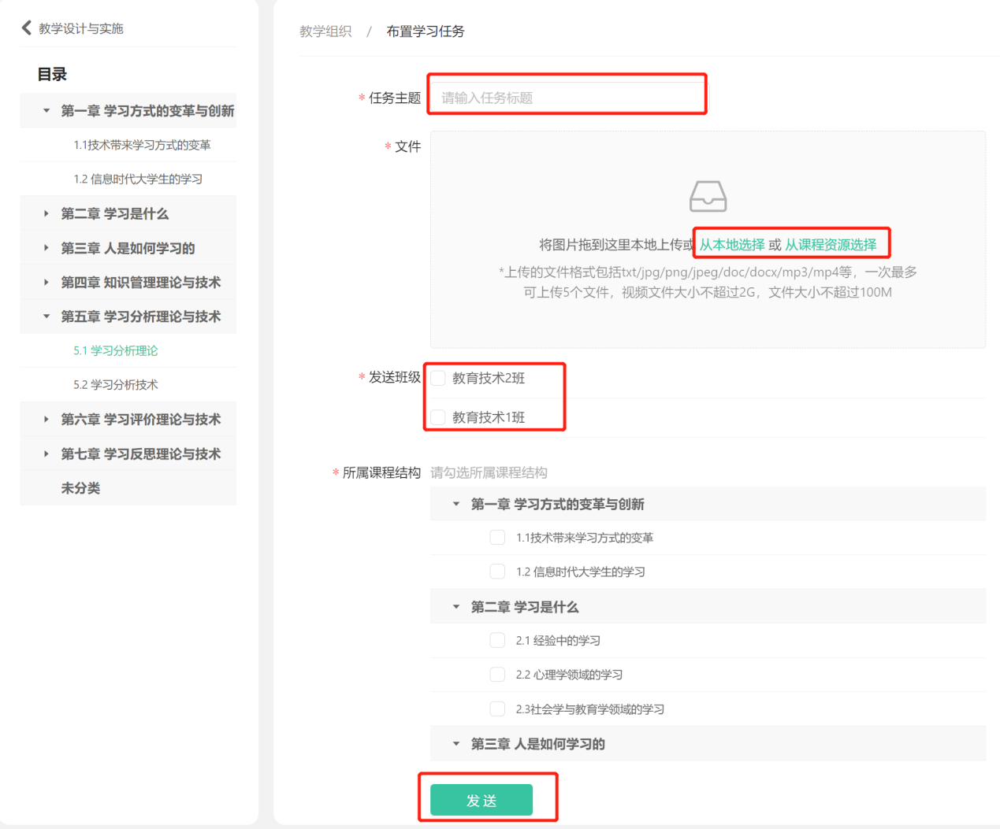 教学设计与实施
目录
第一章 学习方式的变革与创新
1.1技术带来学习方式的变革
1.2 信息时代大学生的学习
第二章 学习是什么
第三章 人是如何学习的
第四章 知识管理理论与技术
第五章 学习分析理论与技术
5.1 学习分析理论
5.2 学习分析技术
第六章 学习评价理论与技术
第七章 学习反思理论与技术
未分类
教学组织 / 布置学习任务
* 任务主题 请输入任务标题
* 文件
将图片拖到这里本地上传或 从本地选择 或 从课程资源选择
*上传的文件格式包括txt/jpg/png/jpeg/doc/docx/mp3/mp4等，一次最多
可上传5个文件，视频文件大小不超过2G，文件大小不超过100M
* 发送班级 教育技术2班
教育技术1班
* 所属课程结构 请勾选所属课程结构
第一章 学习方式的变革与创新
1.1技术带来学习方式的变革
1.2 信息时代大学生的学习
第二章 学习是什么
2.1 经验中的学习
2.2 心理学领域的学习
2.3社会学与教育学领域的学习
第三章 人是如何学习的
发 送